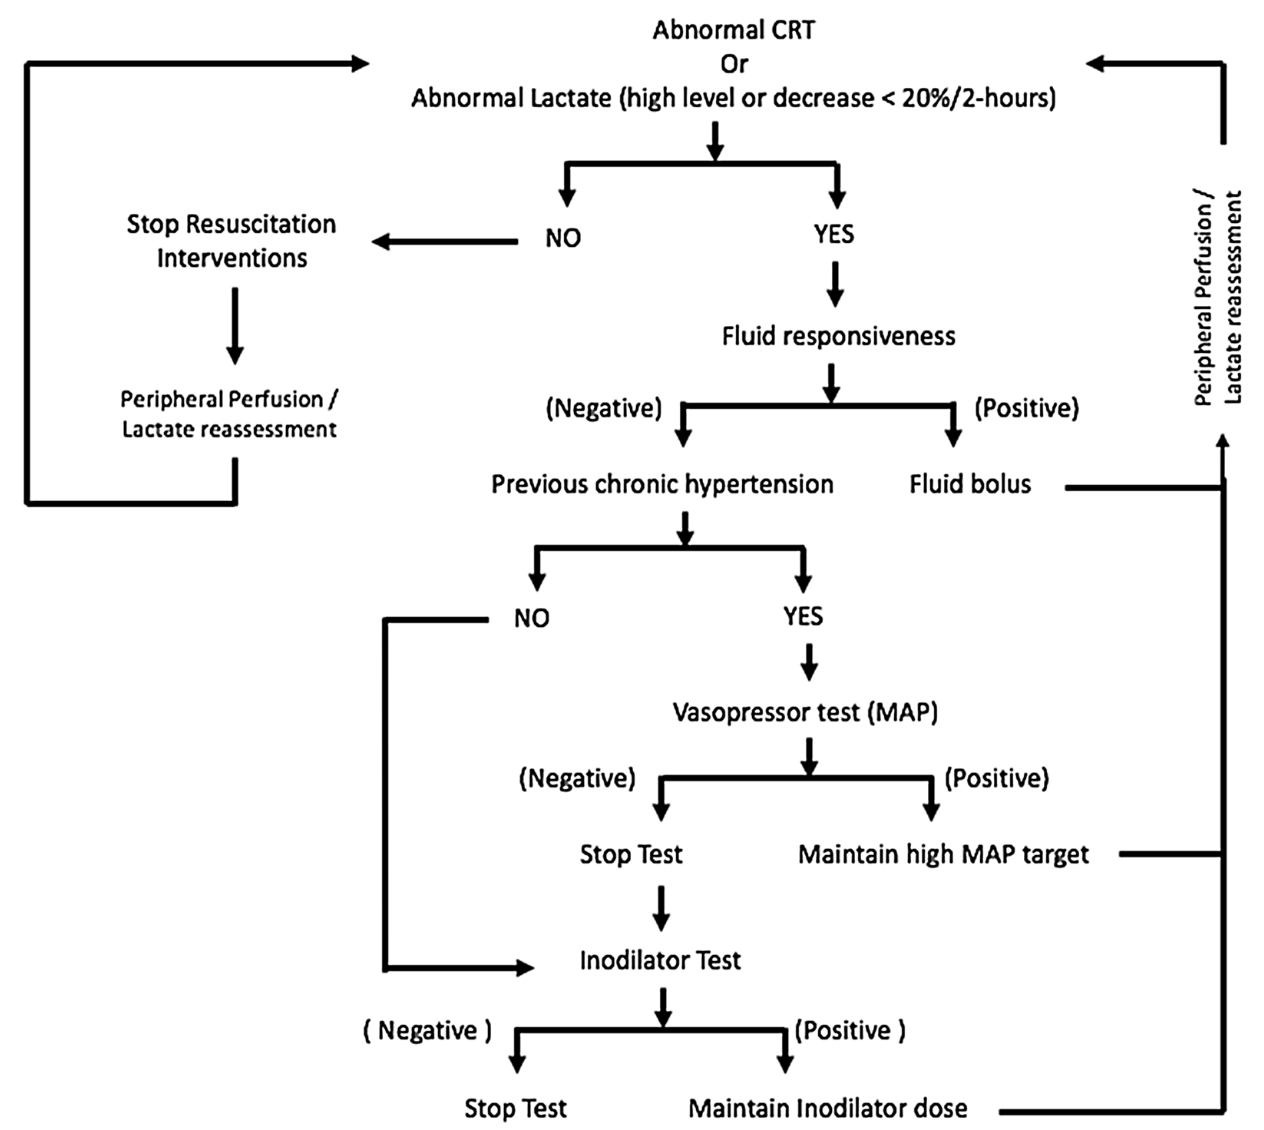 Abnormal CRT
Or
Abnormal Lactate (high level or decrease < 20%/2-hours)
NO
YES
Stop Resuscitation
Interventions
Peripheral Perfusion /
Lactate reassessment
Peripheral Perfusion /
Lactate reassessment
Fluid responsiveness
(Negative)
(Positive)
Previous chronic hypertension
Fluid bolus
NO
YES
Vasopressor test (MAP)
(Negative)
(Positive)
Stop Test
Maintain high MAP target
Inodilator Test
( Negative )
(Positive )
Stop Test
Maintain Inodilator dose